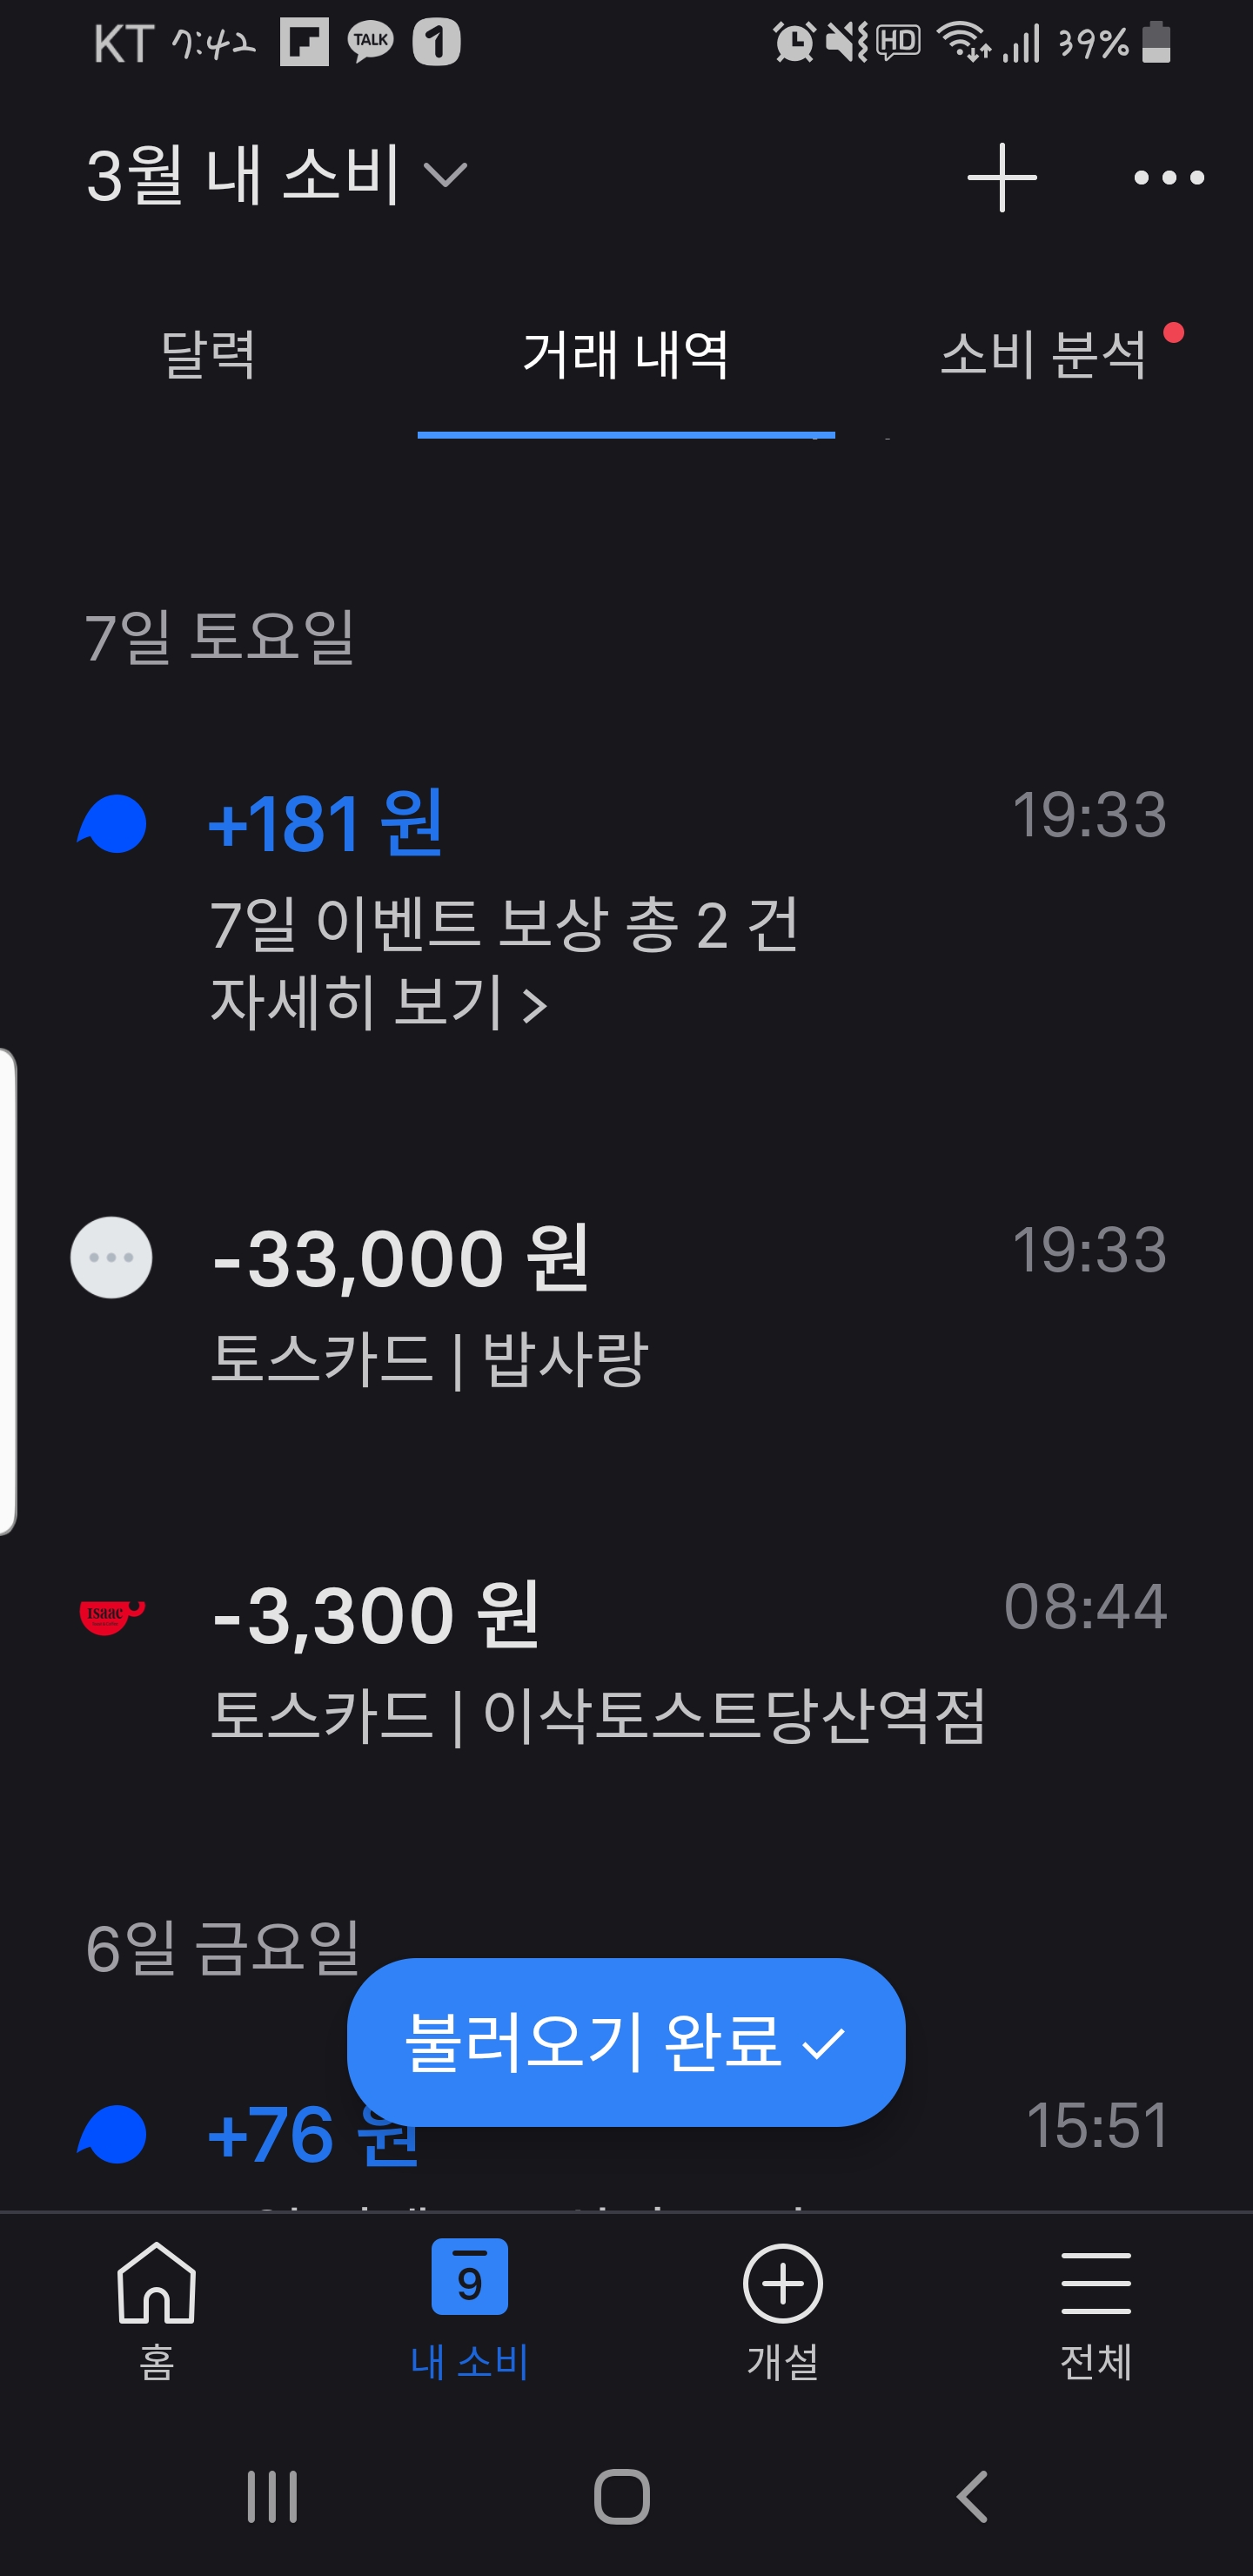 KT 7:42 TALK 1 HD 39%
3월 내 소비
달력 거래 내역 소비 분석
7일 토요일
+181 원 19:33
7일 이벤트 보상 총 2 건
자세히 보기 >
-33,000 원 19:33
토스카드 | 밥사랑
ISaac -3,300 원 08:44
토스카드 | 이삭토스트당산역점
6일 금요일
불러오기 완료 ✓
+76 원 15:51
홈 9 내 소비 개설 전체